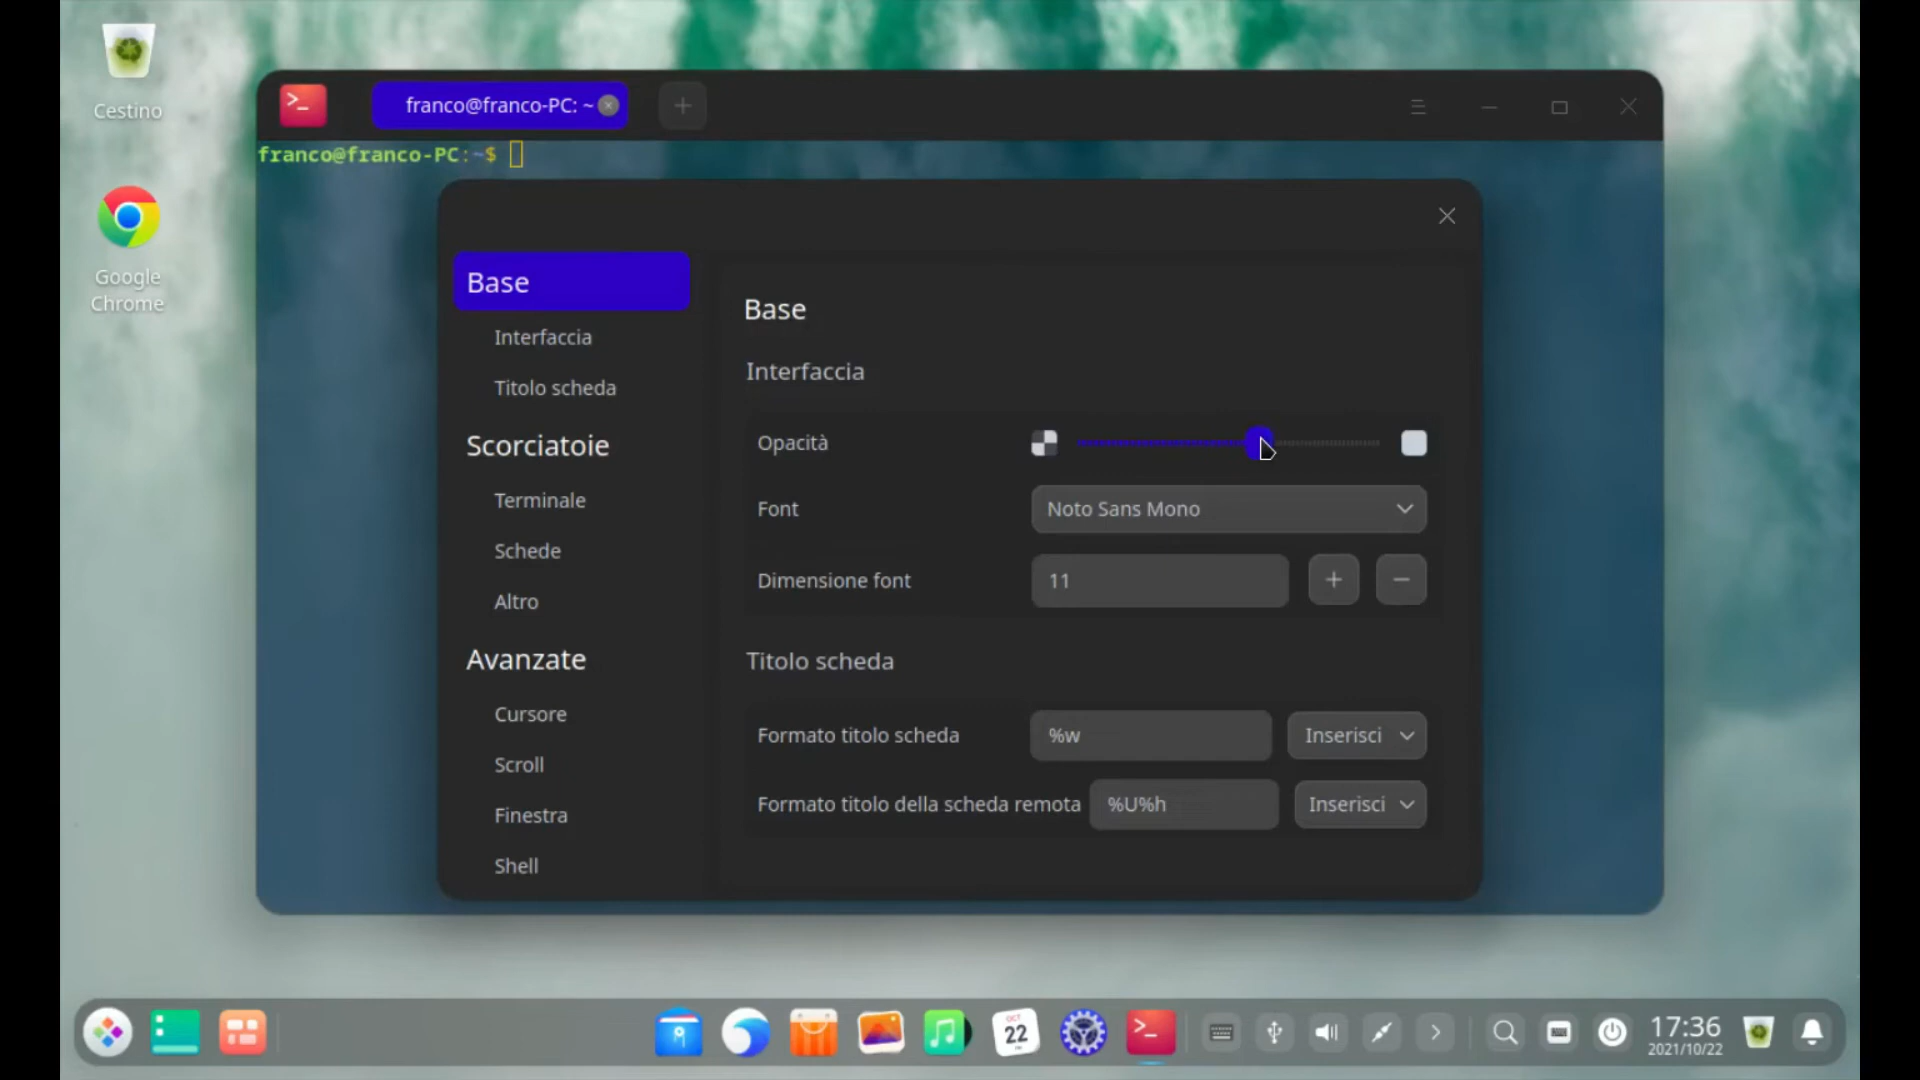 Cestino
Google
Chrome
franco@franco-PC: ~
franco@franco-PC:~$
Base
Interfaccia
Titolo scheda
Scorciatoie
Terminale
Schede
Altro
Avanzate
Cursore
Scroll
Finestra
Shell
Base
Interfaccia
Opacità
Font
Noto Sans Mono
Dimensione font
11
Titolo scheda
Formato titolo scheda
%w
Inserisci
Formato titolo della scheda remota
%U%h
Inserisci
OCT
22
17:36
2021/10/22